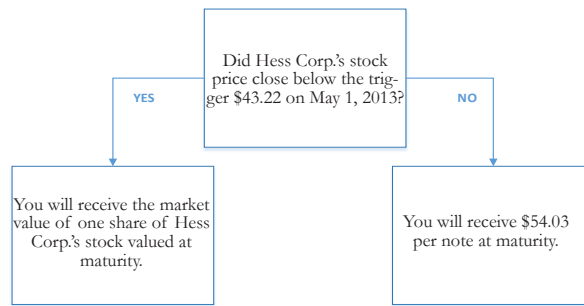 Did Hess Corp.'s stock
price close below the trig-
ger $43.22 on May 1, 2013?
YES
NO
You will receive the market
value of one share of Hess
Corp.'s stock valued at
maturity.
You will receive $54.03
per note at maturity.